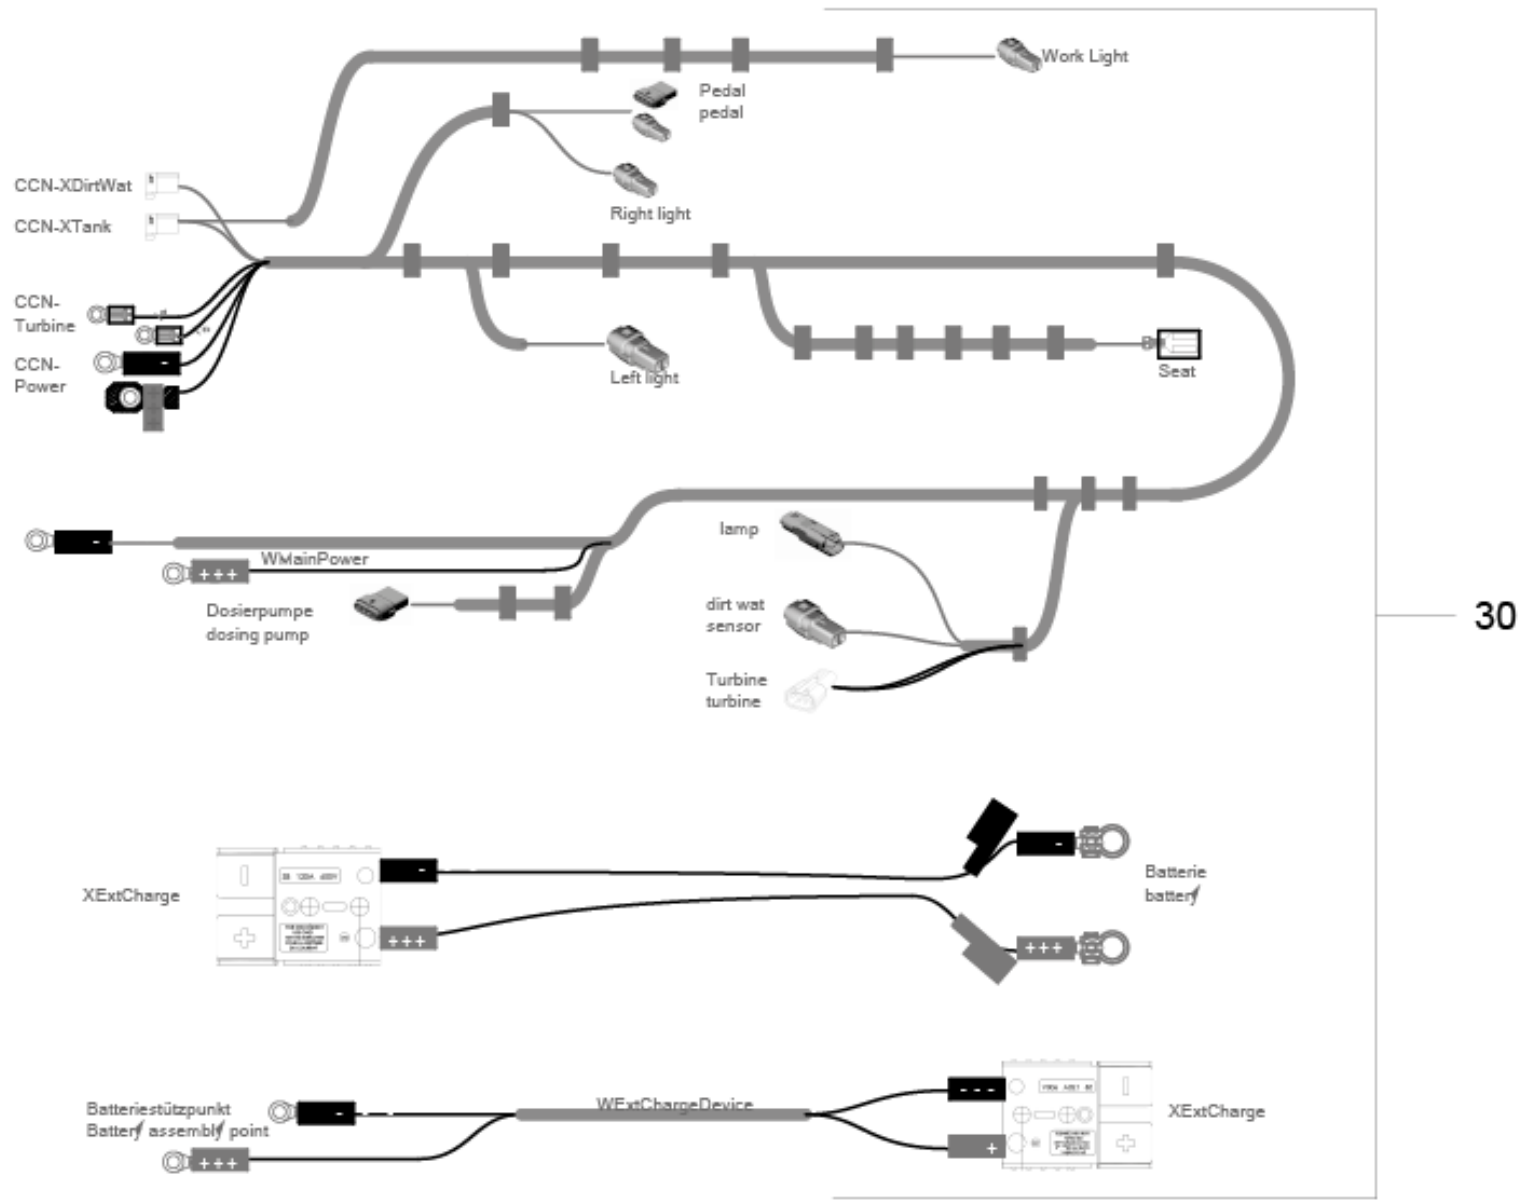 Work Light
Pedal
pedal
CCN-XDirtWat
Right light
CCN-XTank
CCN-
Turbine
CCN-
Power
Left light
Seat
lamp
WMainPower
+++
Dosierpumpe
dosing pump
dirt wat
sensor
30
Turbine
turbine
-
-
Batterie
battery
XExtCharge
+++
+++
Batteriestützpunkt
Battery assembly point
WExtChargeDevice
XExtCharge
- - -
+++
+